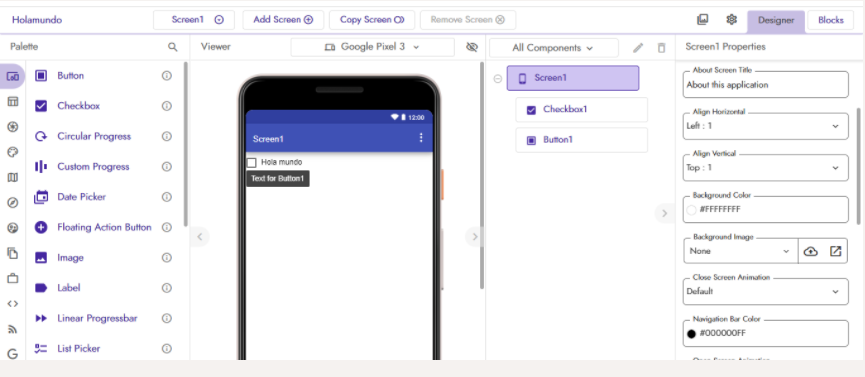 Holamundo
Screen1
Add Screen
Copy Screen
Remove Screen
Designer
Blocks
Palette
Viewer
Google Pixel 3
All Components
Screen1 Properties
Button
Checkbox
Circular Progress
Custom Progress
Date Picker
Floating Action Button
Image
Label
Linear Progressbar
List Picker
12:00
Screen1
Hola mundo
Text for Button1
Screen1
Checkbox1
Button1
About Screen Title
About this application
Align Horizontal
Left : 1
Align Vertical
Top : 1
Background Color
#FFFFFFFF
Background Image
None
Close Screen Animation
Default
Navigation Bar Color
#000000FF
Open Screen Animation